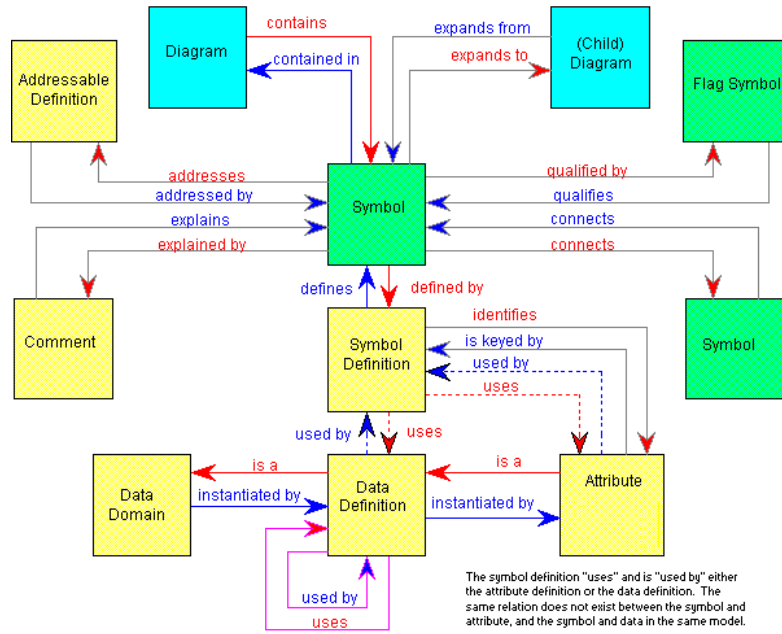 contains
expands from
Diagram
contained in
(Child)
Diagram
expands to
Addressable
Definition
Flag Symbol
addresses
qualified by
addressed by
Symbol
qualifies
explains
connects
explained by
connects
defines
defined by
identifies
Comment
Symbol
Definition
is keyed by
Symbol
used by
uses
used by
uses
is a
is a
Data
Domain
instantiated by
Data
Definition
instantiated by
Attribute
used by
uses
The symbol definition "uses" and is "used by" either
the attribute definition or the data definition. The
same relation does not exist between the symbol and
attribute, and the symbol and data in the same model.